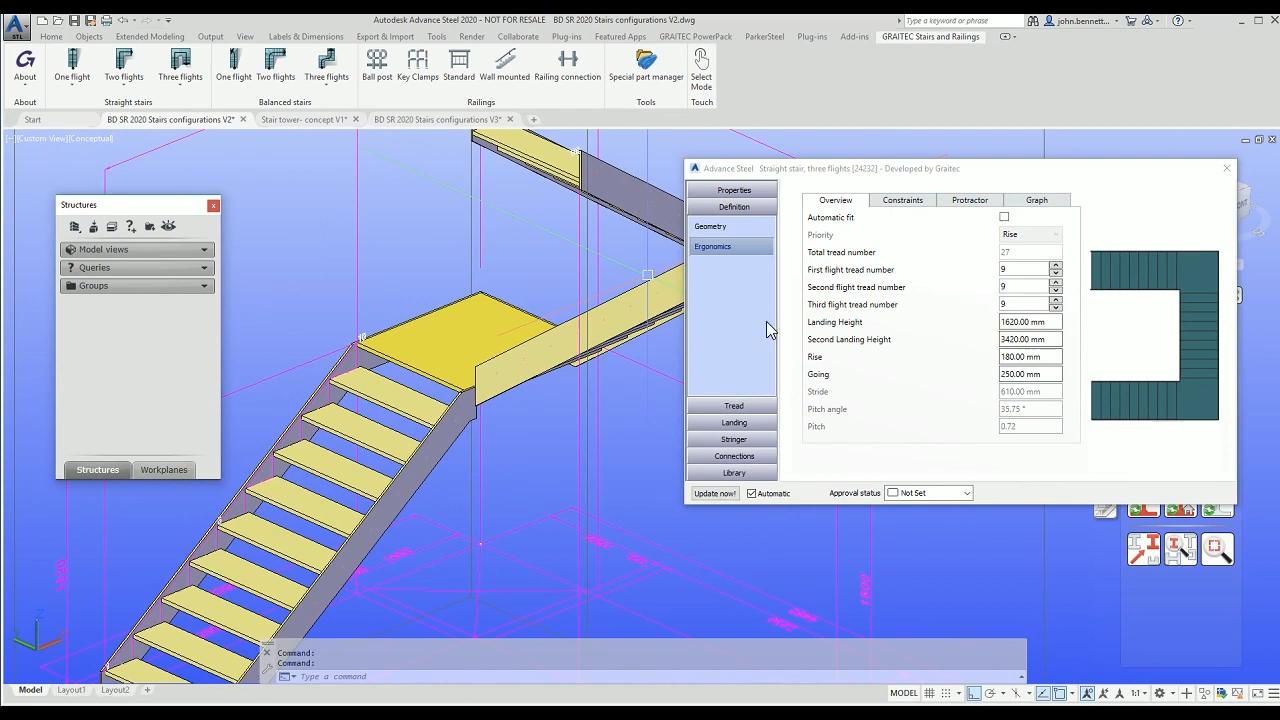 Autodesk Advance Steel 2020 - NOT FOR RESALE BD SR 2020 Stairs configurations V2.dwg
Type a keyword or phrase
john.bennett...
STL
Home Objects Extended Modeling Output View Labels & Dimensions Export & Import Tools Render Collaborate Plug-ins Featured Apps GRAITEC PowerPack ParkerSteel Plug-ins Add-ins GRAITEC Stairs and Railings
About One flight Two flights Three flights One flight Two flights Three flights Ball post Key Clamps Standard Wall mounted Railing connection Special part manager Select Mode
About Straight stairs Balanced stairs Railings Tools Touch
Start BD SR 2020 Stairs configurations V2* Stair tower- concept V1* BD SR 2020 Stairs configurations V3*
[−][Custom View][Conceptual]
Structures
Model views
Queries
Groups
Structures Workplanes
Advance Steel Straight stair, three flights [24232] - Developed by Graitec
Properties
Definition
Geometry
Ergonomics
Tread
Landing
Stringer
Connections
Library
Overview Constraints Protractor Graph
Automatic fit
Priority Rise
Total tread number 27
First flight tread number 9
Second flight tread number 9
Third flight tread number 9
Landing Height 1620.00 mm
Second Landing Height 3420.00 mm
Rise 180.00 mm
Going 250.00 mm
Stride 610.00 mm
Pitch angle 35.75 °
Pitch 0.72
Update now! Automatic Approval status Not Set
Command:
Command:
Type a command
Model Layout1 Layout2
MODEL 1:1